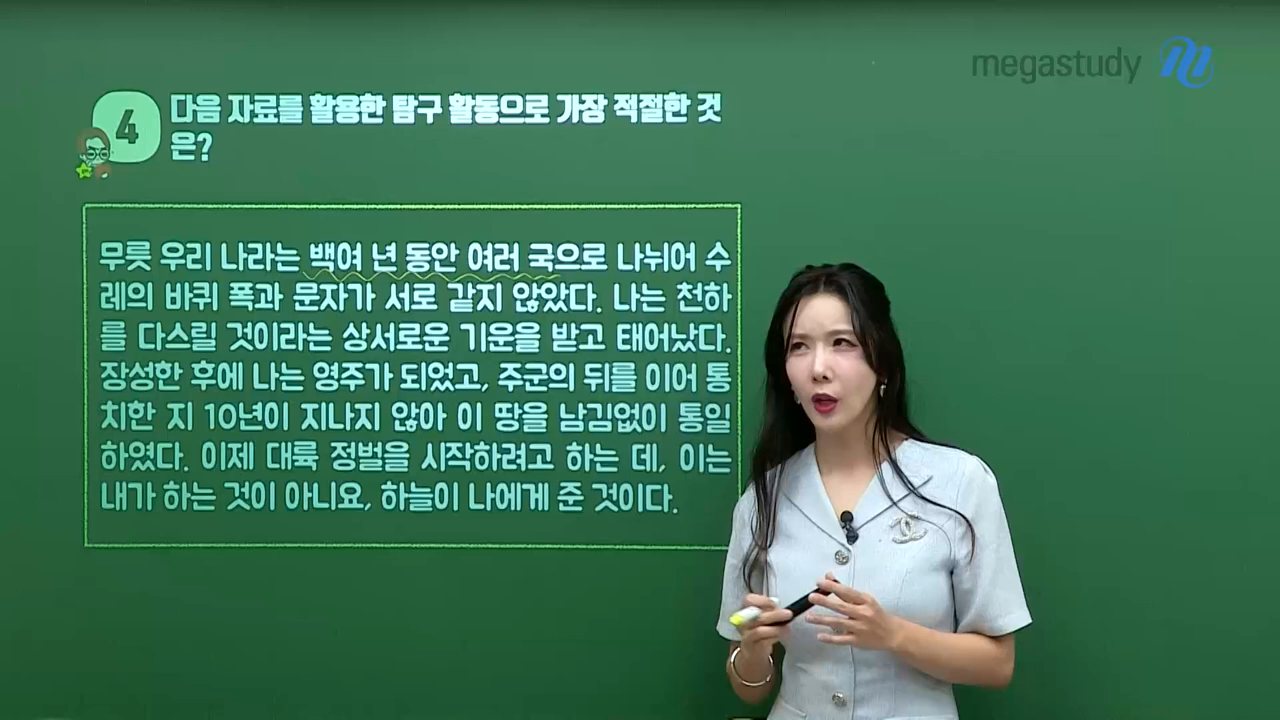 megastudy
4
다음 자료를 활용한 탐구 활동으로 가장 적절한 것
은?
무릇 우리 나라는 백여 년 동안 여러 국으로 나뉘어 수
레의 바퀴 폭과 문자가 서로 같지 않았다. 나는 천하
를 다스릴 것이라는 상서로운 기운을 받고 태어났다.
장성한 후에 나는 영주가 되었고, 주군의 뒤를 이어 통
치한 지 10년이 지나지 않아 이 땅을 남김없이 통일
하였다. 이제 대륙 정벌을 시작하려고 하는 데, 이는
내가 하는 것이 아니요, 하늘이 나에게 준 것이다.